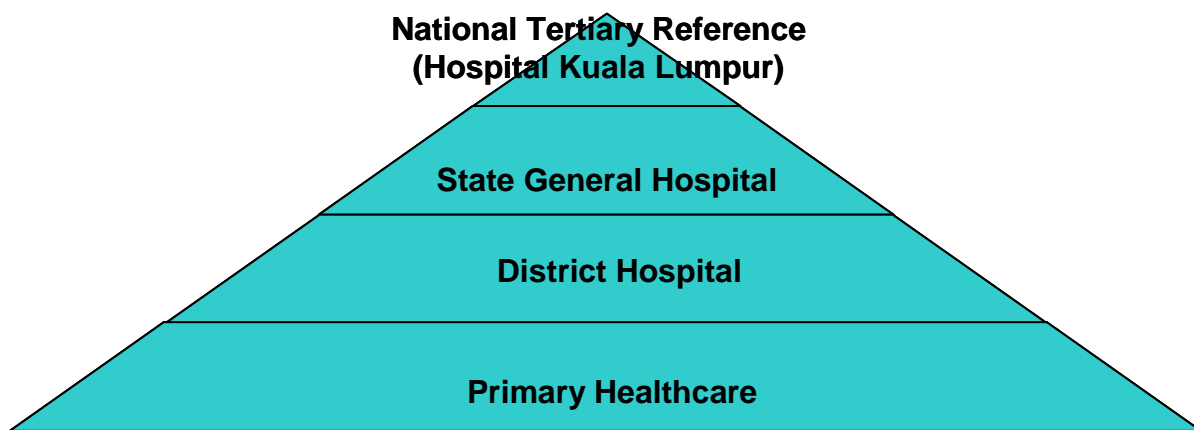 National Tertiary Reference
(Hospital Kuala Lumpur)
State General Hospital
District Hospital
Primary Healthcare